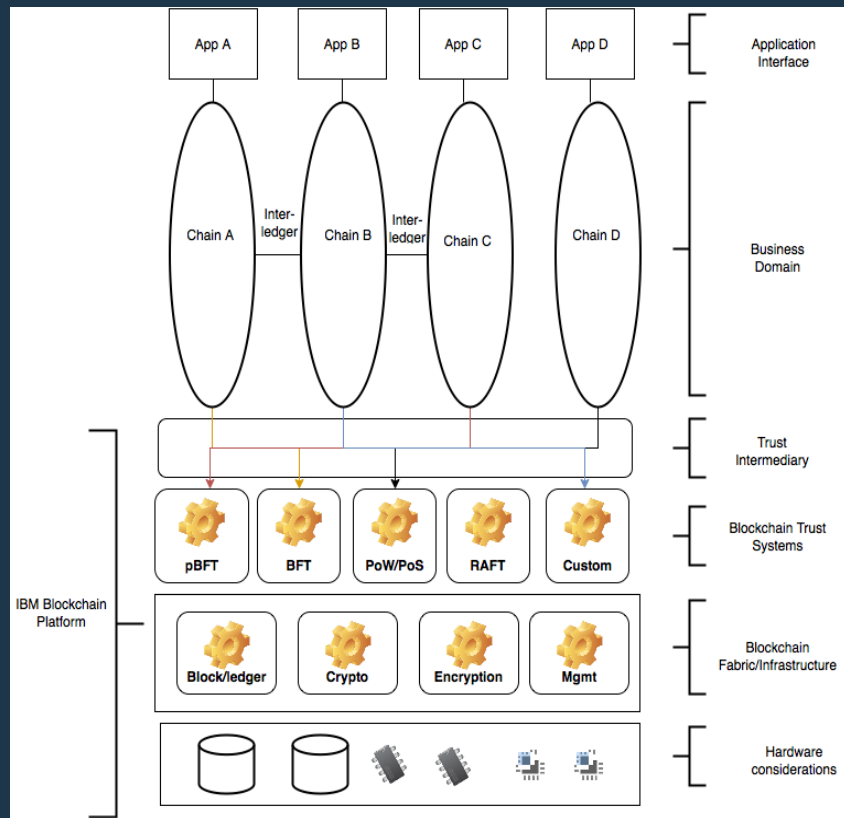 App A
App B
App C
App D
Application
Interface
Chain A
Inter-
ledger
Chain B
Inter-
ledger
Chain C
Chain D
Business
Domain
Trust
Intermediary
pBFT
BFT
PoW/PoS
RAFT
Custom
Blockchain Trust
Systems
IBM Blockchain
Platform
Block/ledger
Crypto
Encryption
Mgmt
Blockchain
Fabric/Infrastructure
Hardware
considerations